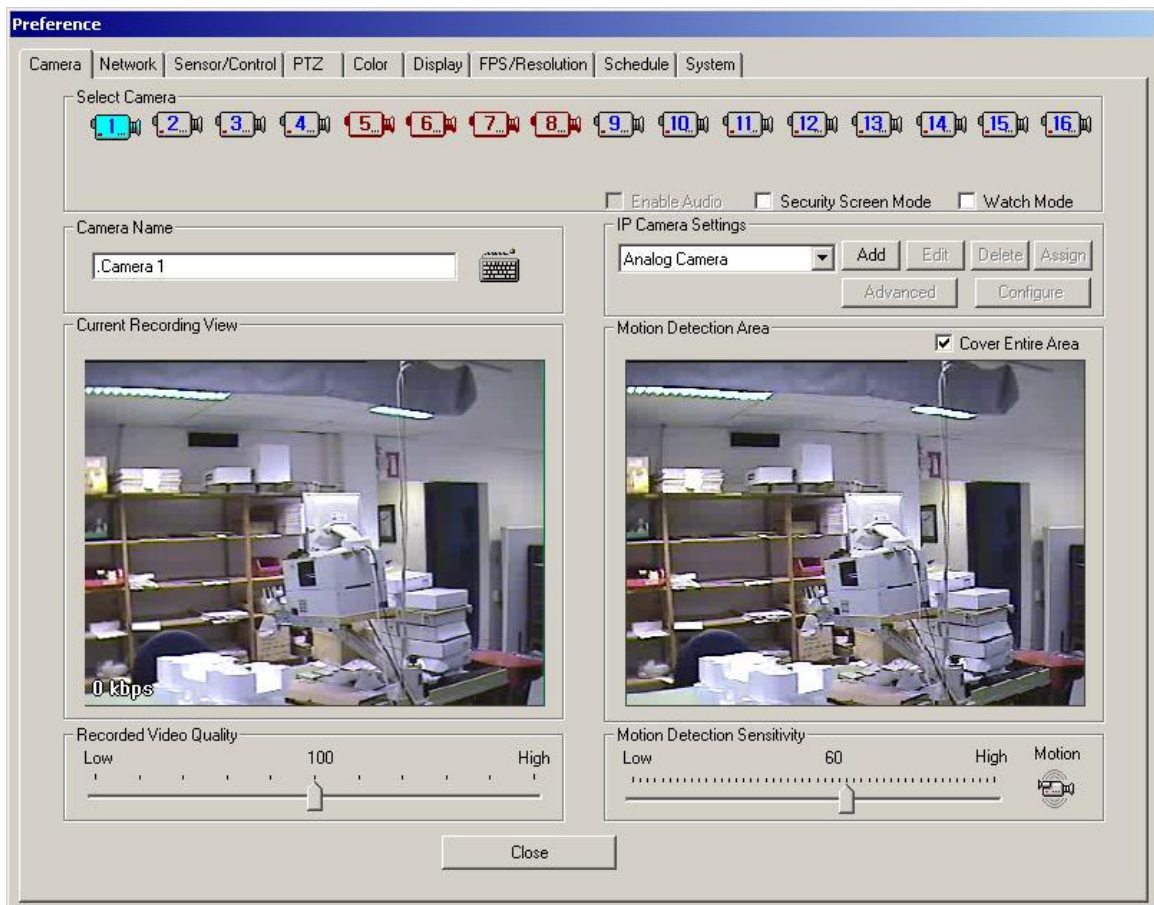 Preference
Camera Network Sensor/Control PTZ Color Display FPS/Resolution Schedule System
Select Camera
1... 2... 3... 4... 5... 6... 7... 8... 9... 10... 11... 12... 13... 14... 15... 16...
Enable Audio Security Screen Mode Watch Mode
Camera Name
.Camera 1
IP Camera Settings
Analog Camera Add Edit Delete Assign
Advanced Configure
Current Recording View
0 kbps
Motion Detection Area
Cover Entire Area
Recorded Video Quality
Low 100 High
Motion Detection Sensitivity
Low 60 High Motion
Close